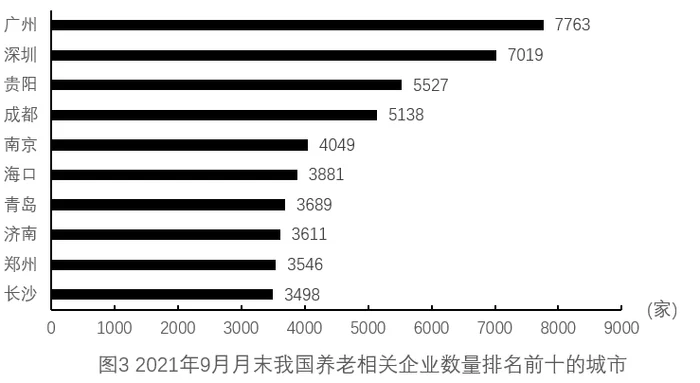 广州 7763
深圳 7019
贵阳 5527
成都 5138
南京 4049
海口 3881
青岛 3689
济南 3611
郑州 3546
长沙 3498
0 1000 2000 3000 4000 5000 6000 7000 8000 9000 (家)
图3 2021年9月月末我国养老相关企业数量排名前十的城市